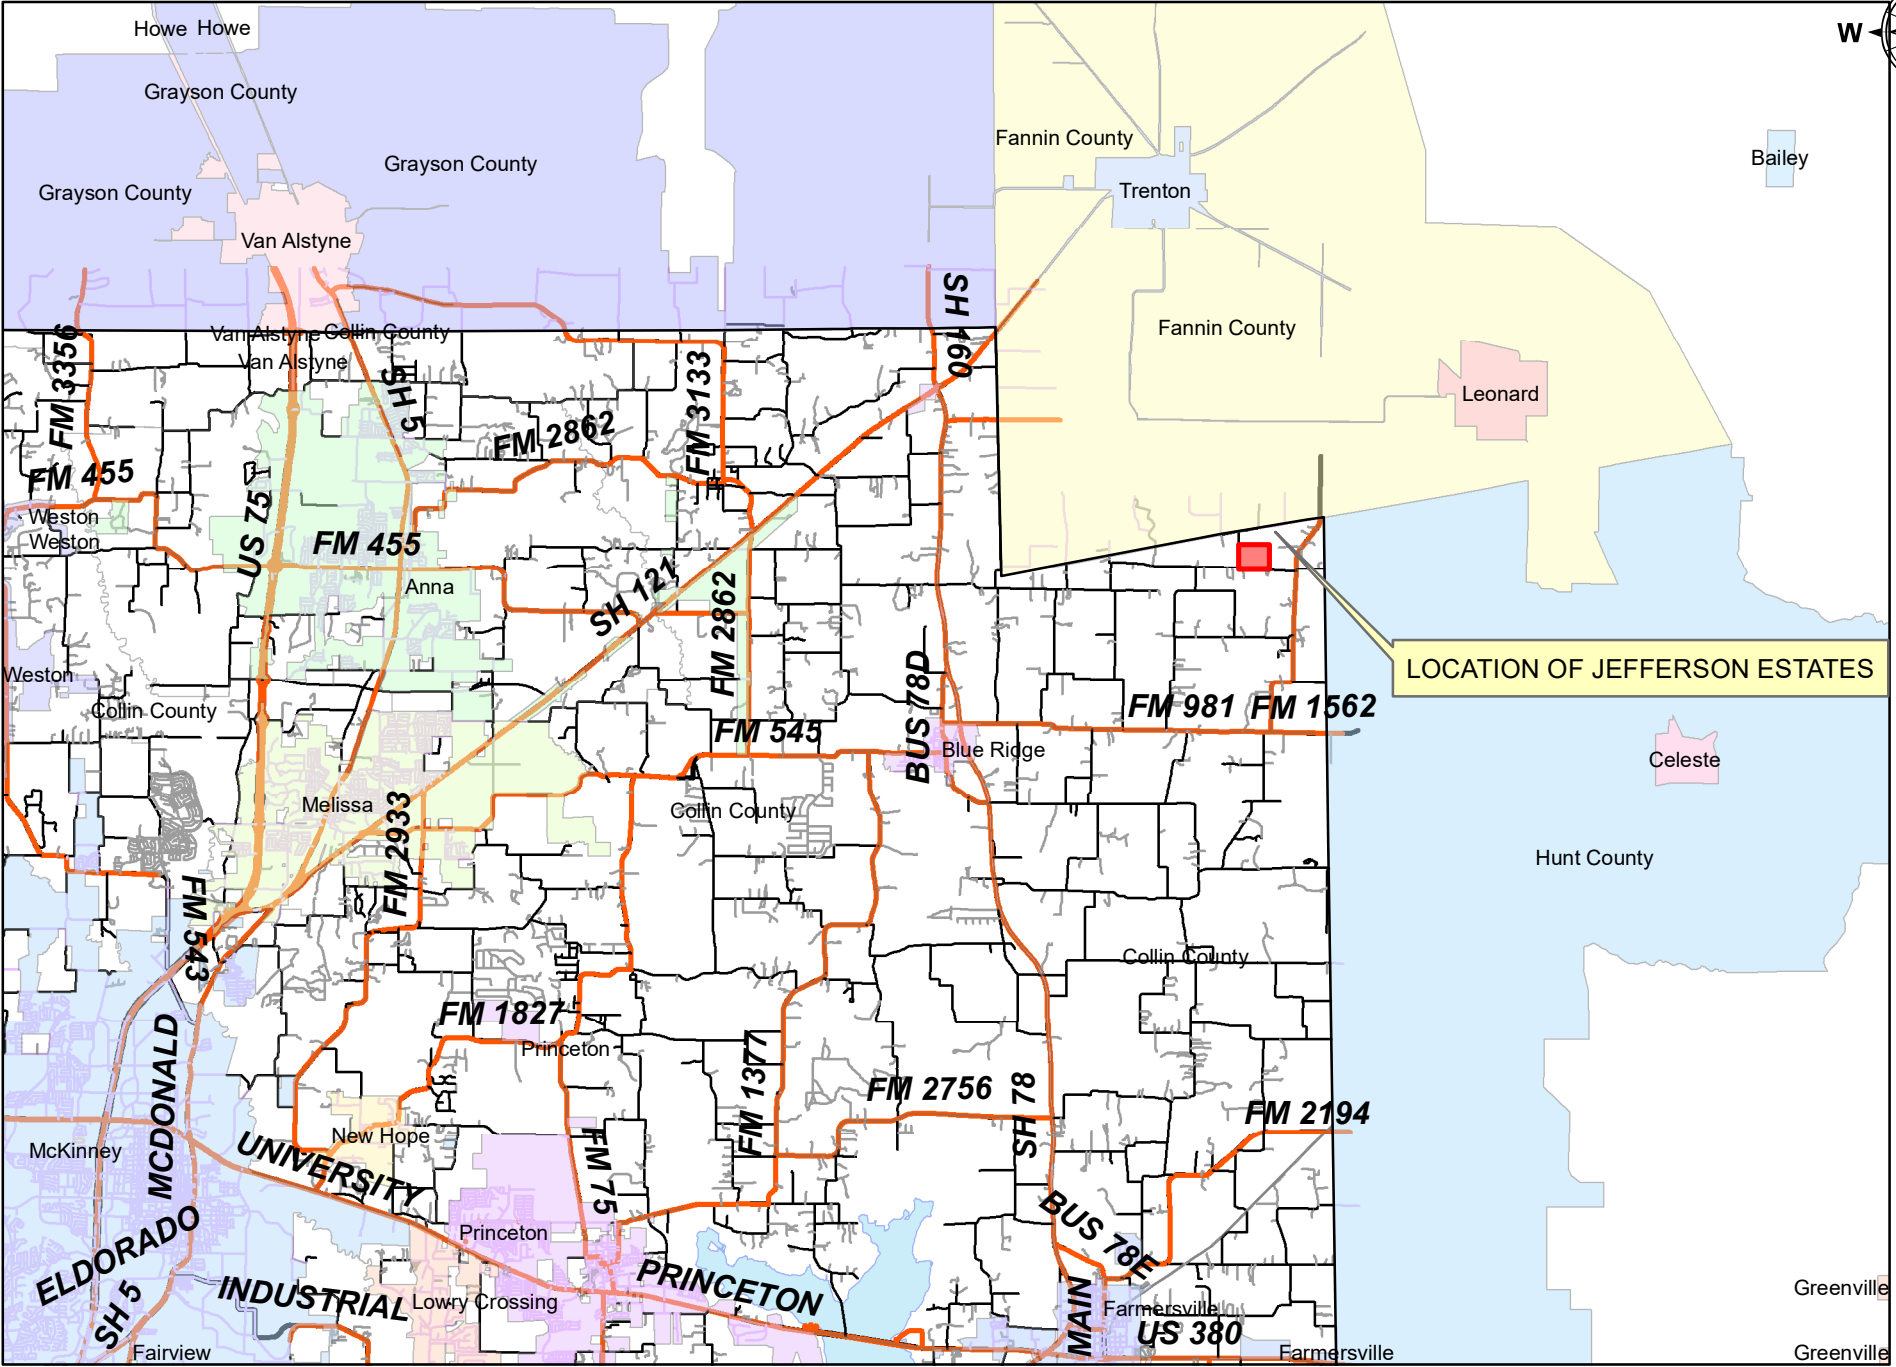 Howe Howe
W
Grayson County
Fannin County
Bailey
Grayson County
Grayson County
Trenton
Van Alstyne
SH 160
Van Alstyne Collin County
Fannin County
Van Alstyne
FM 3356
SH 5
FM 3133
Leonard
FM 2862
FM 455
Weston
Weston
US 75
FM 455
Anna
SH 121
FM 2862
Weston
LOCATION OF JEFFERSON ESTATES
Collin County
BUS 78D
FM 981 FM 1562
FM 545
Blue Ridge
Celeste
Melissa
Collin County
FM 2933
Hunt County
FM 543
Collin County
FM 1827
Princeton
MCDONALD
FM 1377
FM 2756
SH 78
FM 2194
New Hope
McKinney
UNIVERSITY
FM 75
Princeton
BUS 78E
ELDORADO
PRINCETON
Greenville
INDUSTRIAL
Lowry Crossing
SH 5
MAIN
Farmersville
US 380
Fairview
Farmersville
Greenville